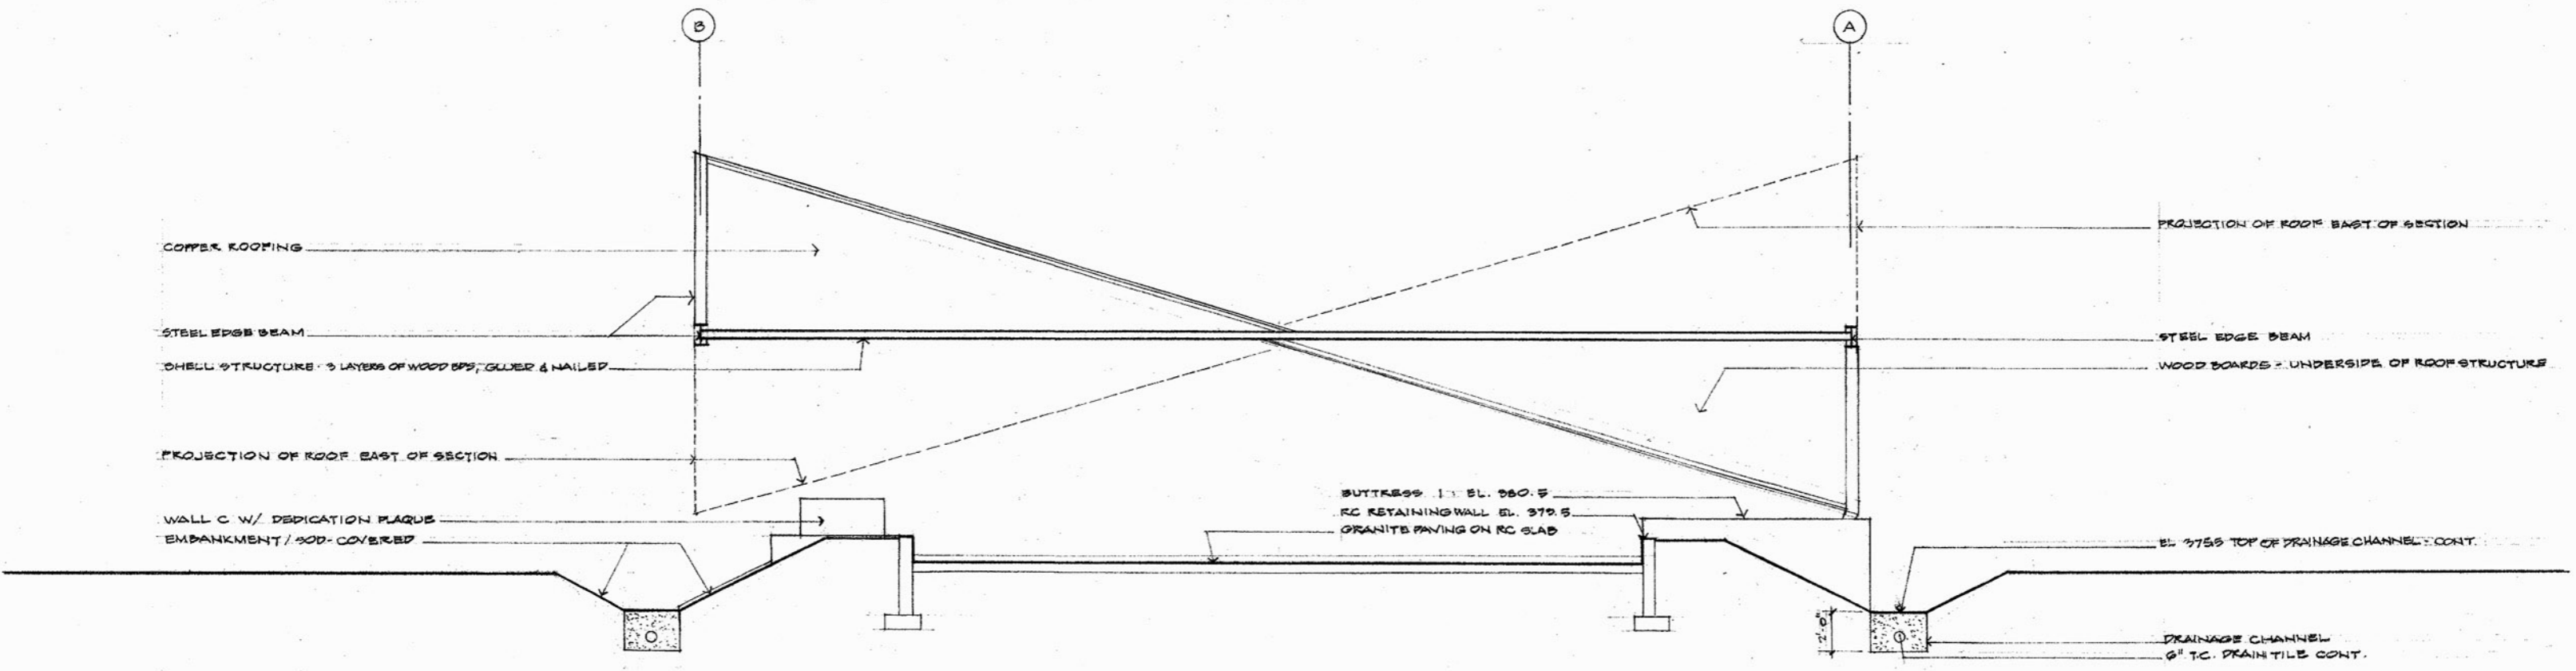 B
A
COPPER ROOFING
PROJECTION OF ROOF EAST OF SECTION
STEEL EDGE BEAM
STEEL EDGE BEAM
SHELL STRUCTURE - 3 LAYERS OF WOOD BDS, GLUED & NAILED
WOOD BOARDS - UNDERSIDE OF ROOF STRUCTURE
PROJECTION OF ROOF EAST OF SECTION
BUTTRESS 1 EL. 380.5
RC RETAINING WALL EL. 379.5
GRANITE PAVING ON RC SLAB
WALL C W/ DEDICATION PLAQUE
EMBANKMENT / SOD-COVERED
EL 375.5 TOP OF DRAINAGE CHANNEL - CONT.
2'-0"
DRAINAGE CHANNEL
6" T.C. DRAIN TILE CONT.